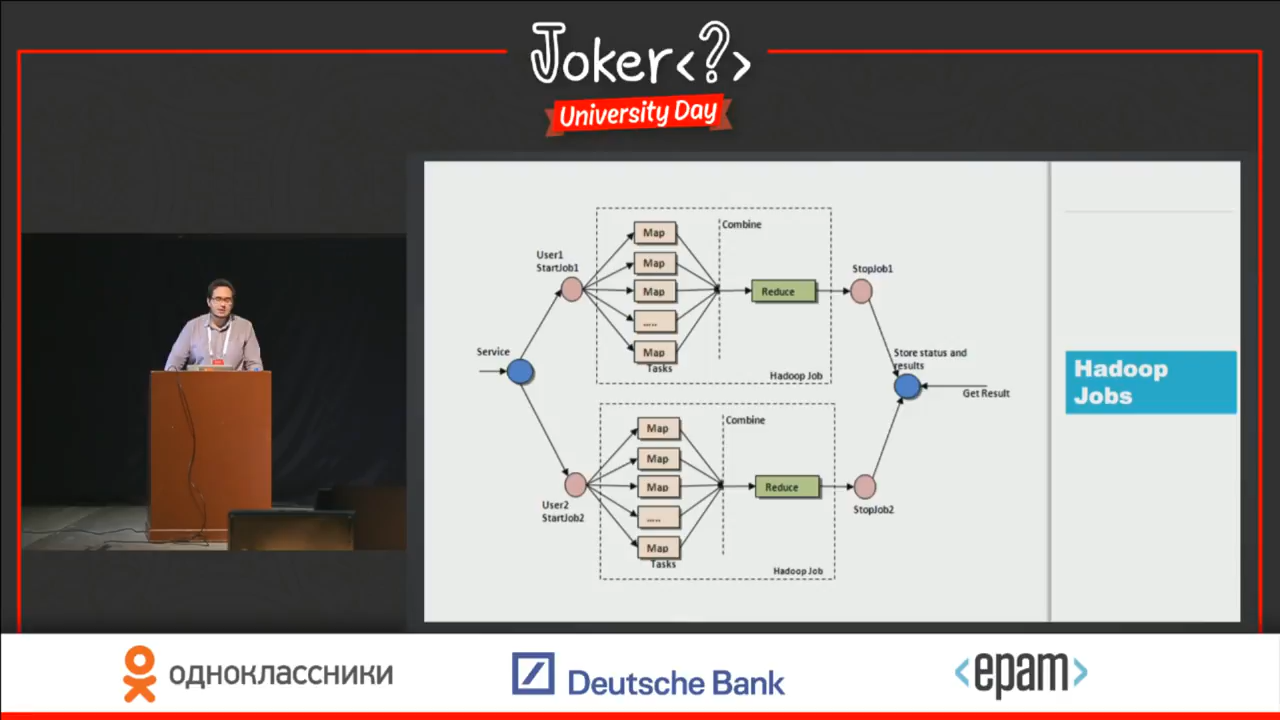 Joker<?>
University Day
User1
StartJob1
Map
Map
Map
.....
Map
Tasks
Combine
Reduce
Hadoop Job
StopJob1
Service
Store status and
results
Get Result
User2
StartJob2
Map
Map
Map
.....
Map
Tasks
Combine
Reduce
Hadoop Job
StopJob2
Hadoop
Jobs
одноклассники
Deutsche Bank
<epam>